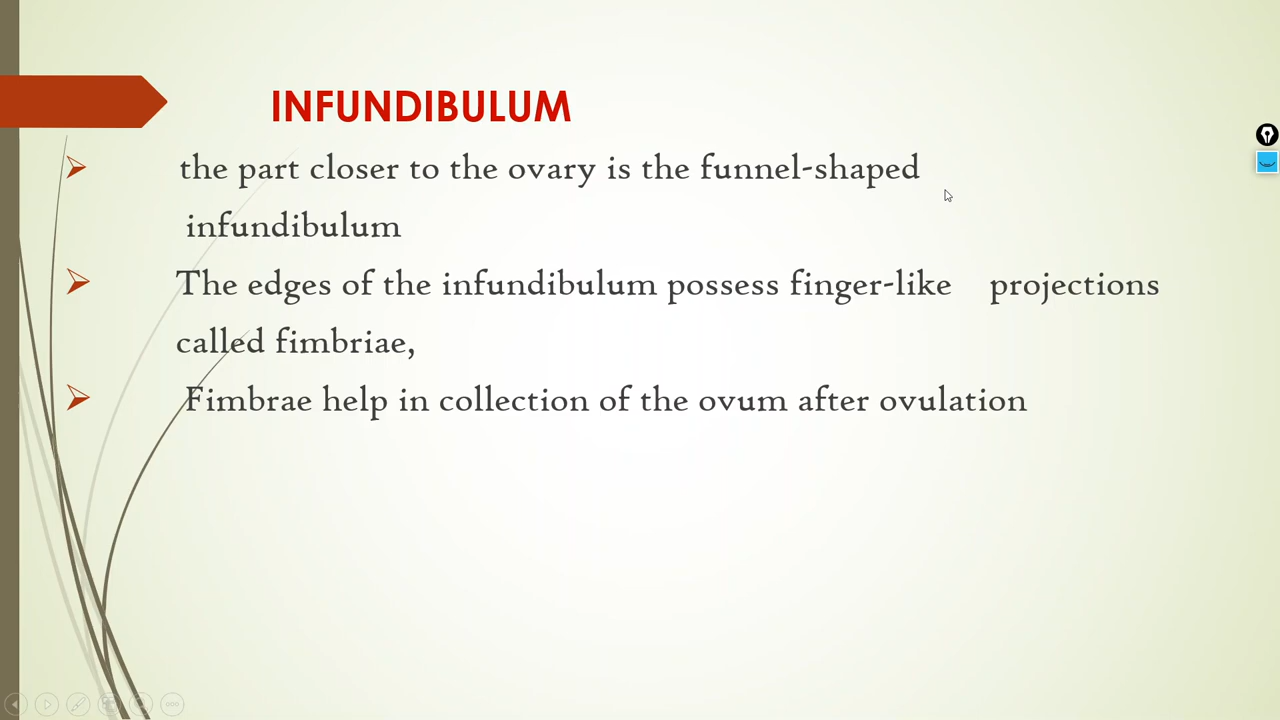 INFUNDIBULUM
the part closer to the ovary is the funnel-shaped
infundibulum
The edges of the infundibulum possess finger-like projections
called fimbriae,
Fimbrae help in collection of the ovum after ovulation